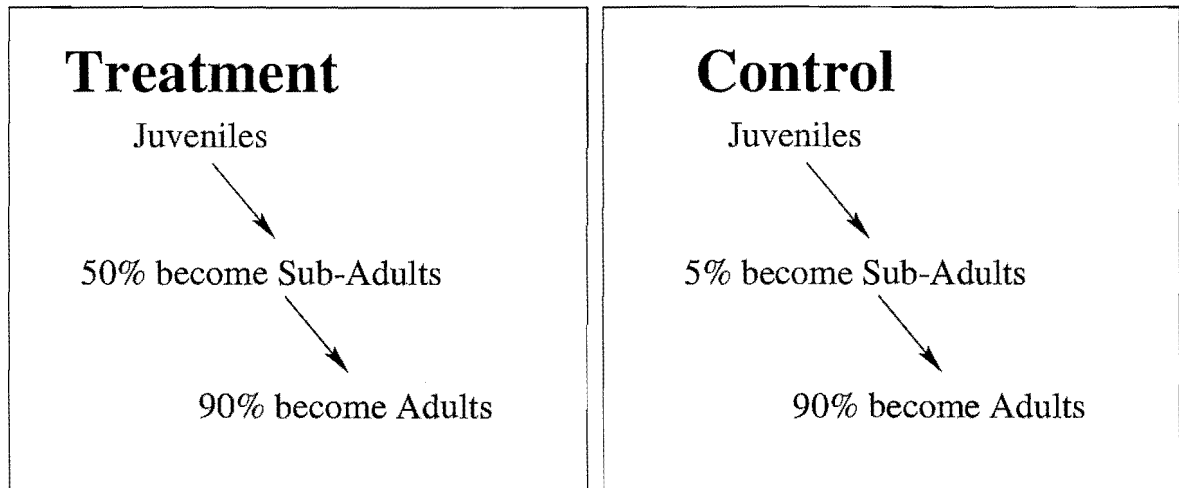 Treatment
Juveniles
50% become Sub-Adults
90% become Adults
Control
Juveniles
5% become Sub-Adults
90% become Adults